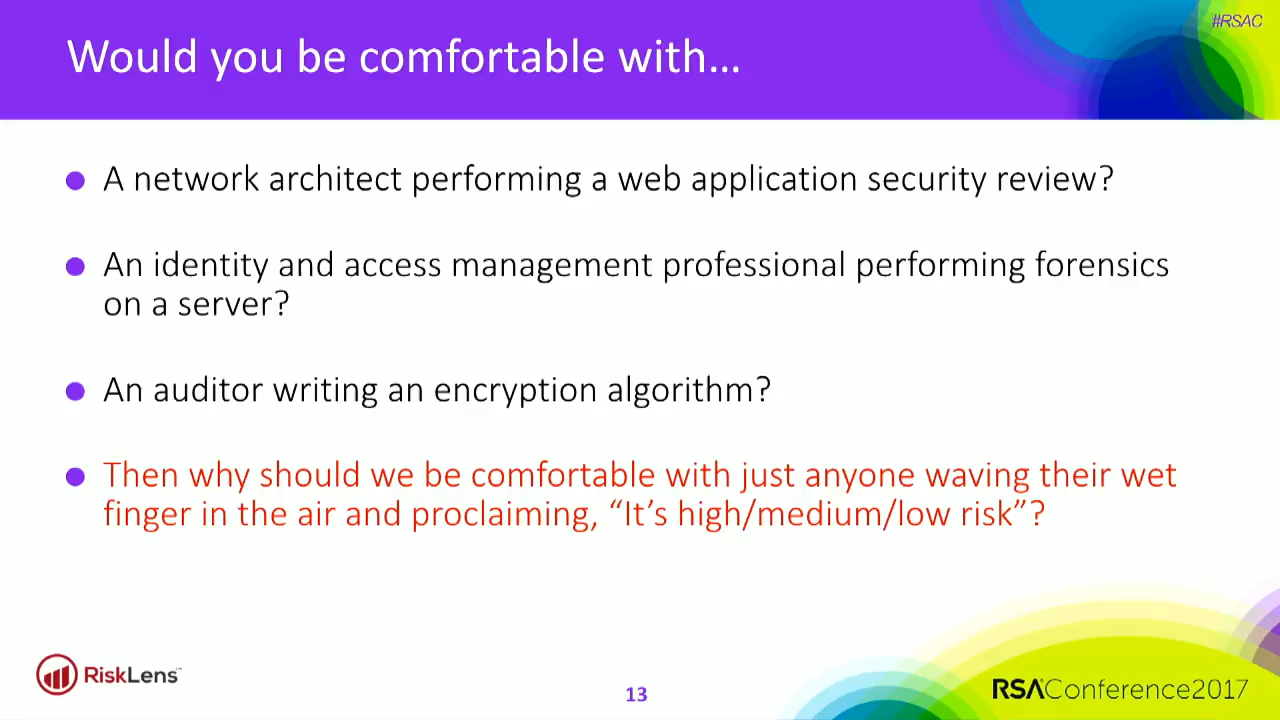 #RSAC
Would you be comfortable with…
A network architect performing a web application security review?
An identity and access management professional performing forensics
on a server?
An auditor writing an encryption algorithm?
Then why should we be comfortable with just anyone waving their wet
finger in the air and proclaiming, “It’s high/medium/low risk”?
RiskLens™
13
RSAConference2017